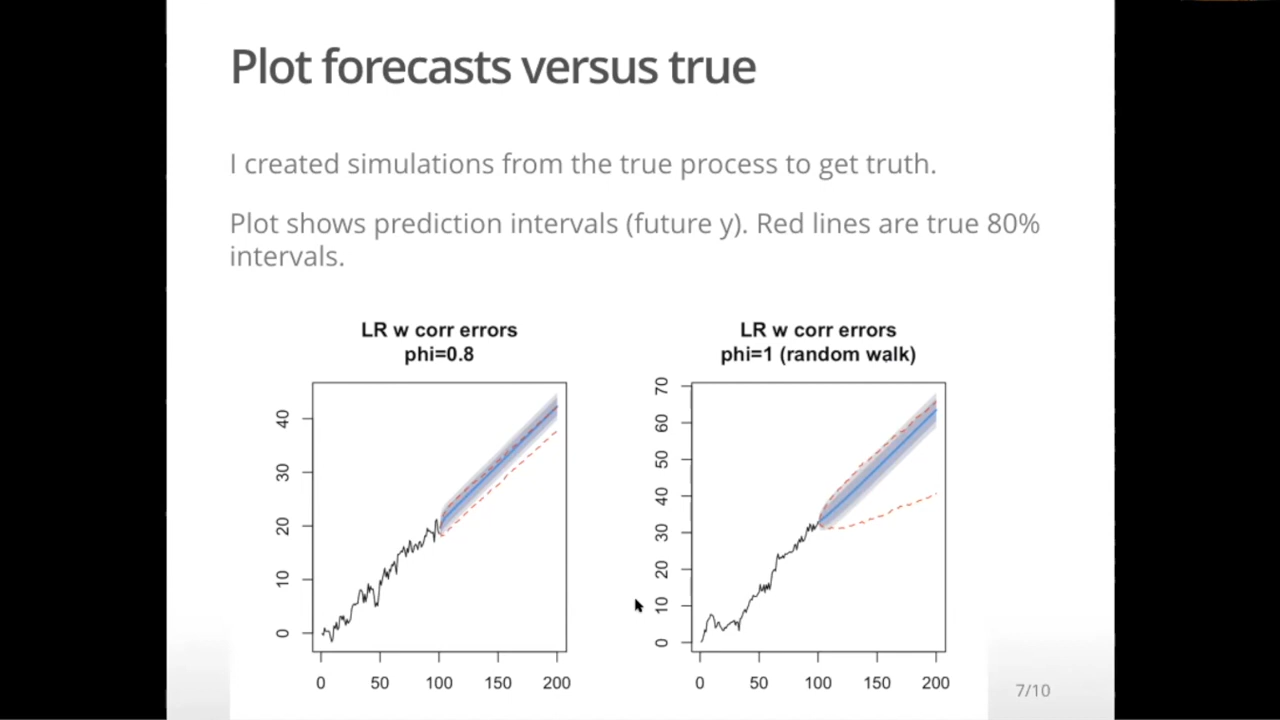 Plot forecasts versus true
I created simulations from the true process to get truth.
Plot shows prediction intervals (future y). Red lines are true 80%
intervals.
LR w corr errors
phi=0.8
40
30
20
10
0
0 50 100 150 200
LR w corr errors
phi=1 (random walk)
70
60
50
40
30
20
10
0
0 50 100 150 200
7/10